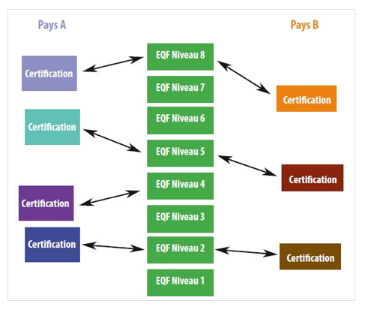 Pays A
Pays B
EQF Niveau 8
Certification
EQF Niveau 7
Certification
EQF Niveau 6
Certification
EQF Niveau 5
Certification
EQF Niveau 4
Certification
EQF Niveau 3
Certification
EQF Niveau 2
Certification
EQF Niveau 1